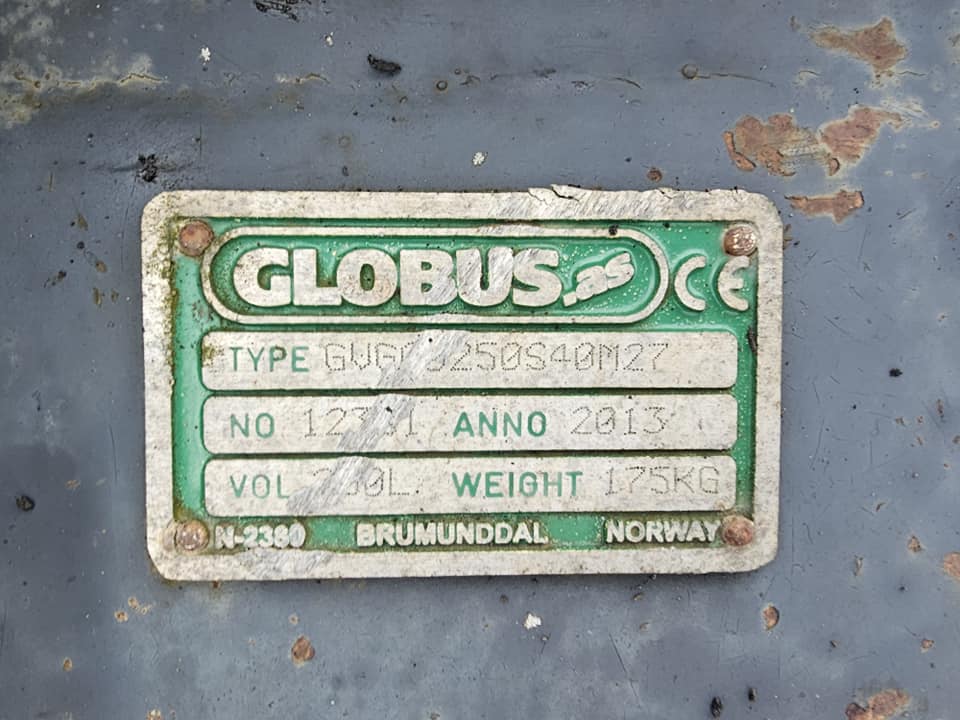 GLOBUS.as CE
TYPE
NO ANNO 2013
VOL WEIGHT 175KG
N-2380 BRUMUNDDAL NORWAY